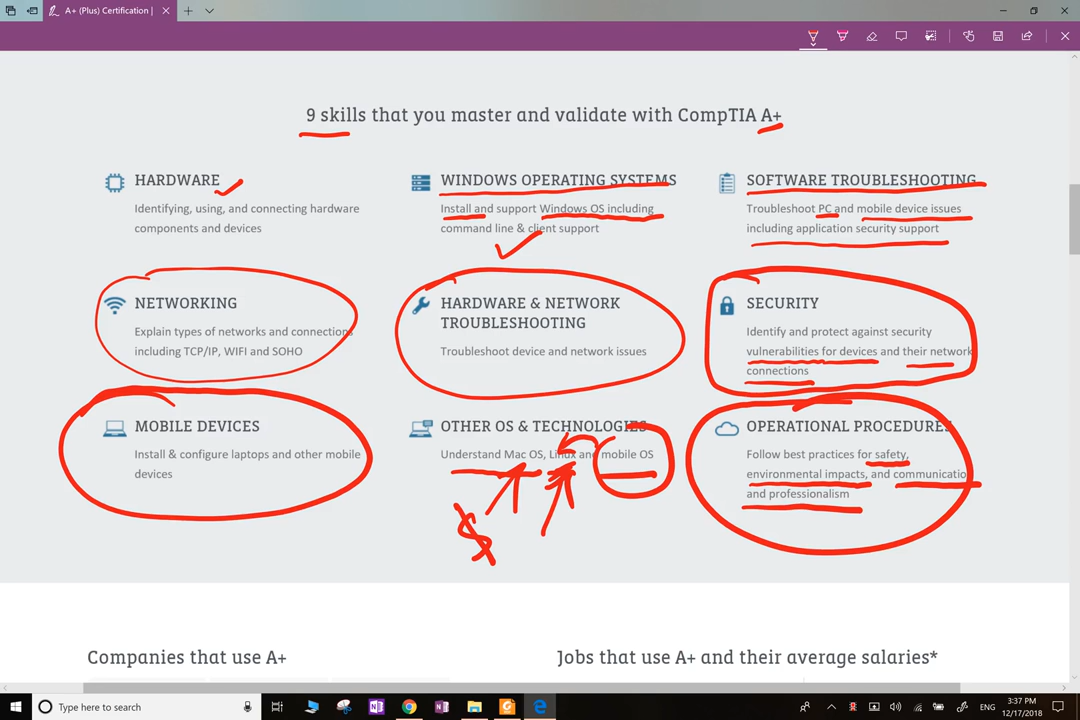 A+ (Plus) Certification |
9 skills that you master and validate with CompTIA A+
HARDWARE
Identifying, using, and connecting hardware
components and devices
WINDOWS OPERATING SYSTEMS
Install and support Windows OS including
command line & client support
SOFTWARE TROUBLESHOOTING
Troubleshoot PC and mobile device issues
including application security support
NETWORKING
Explain types of networks and connections
including TCP/IP, WIFI and SOHO
HARDWARE & NETWORK
TROUBLESHOOTING
Troubleshoot device and network issues
SECURITY
Identify and protect against security
vulnerabilities for devices and their network
connections
MOBILE DEVICES
Install & configure laptops and other mobile
devices
OTHER OS & TECHNOLOGIES
Understand Mac OS, Linux and mobile OS
$
OPERATIONAL PROCEDURES
Follow best practices for safety,
environmental impacts, and communication
and professionalism
Companies that use A+
Jobs that use A+ and their average salaries*
Type here to search
ENG
3:37 PM
12/17/2018